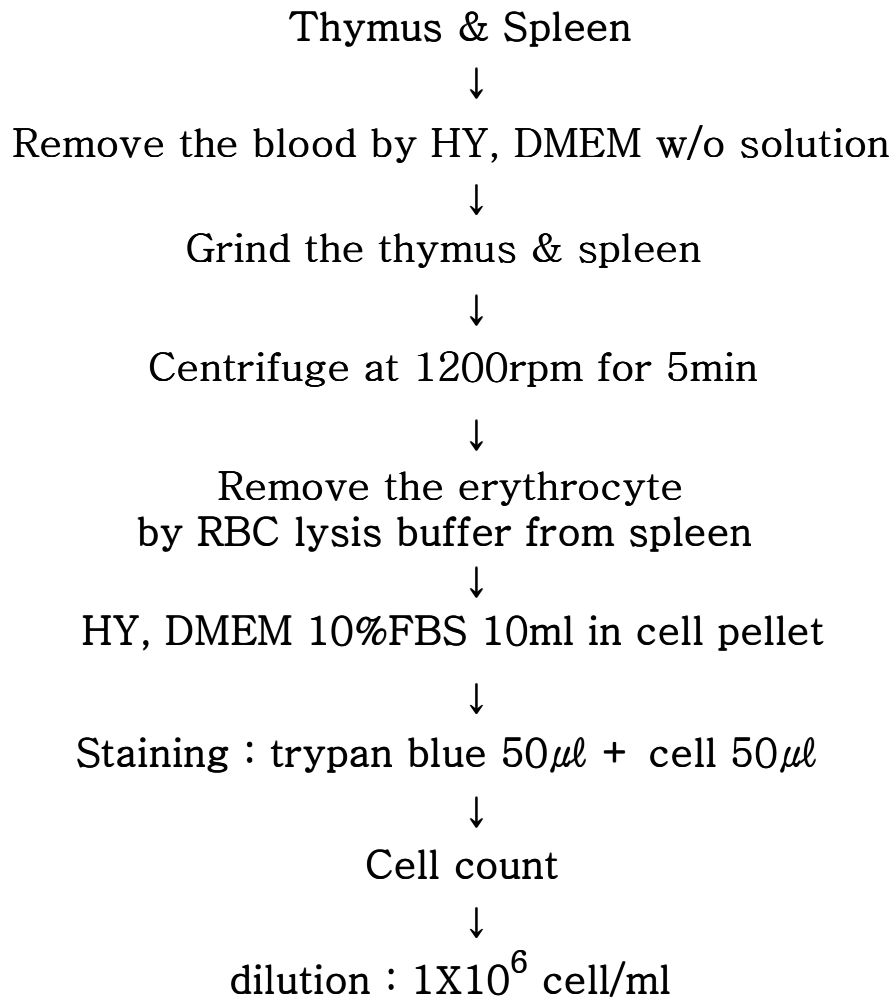 Thymus & Spleen
↓
Remove the blood by HY, DMEM w/o solution
↓
Grind the thymus & spleen
↓
Centrifuge at 1200rpm for 5min
↓
Remove the erythrocyte
by RBC lysis buffer from spleen
↓
HY, DMEM 10%FBS 10ml in cell pellet
↓
Staining : trypan blue 50㎕ + cell 50㎕
↓
Cell count
↓
dilution : 1X10⁶ cell/ml